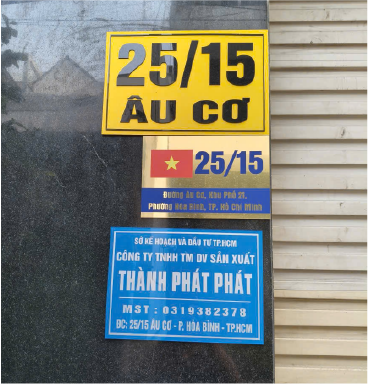 25/15
ÂU CƠ
25/15
Đường Âu Cơ, Khu Phố 21,
Phường Hòa Bình, TP. Hồ Chí Minh
SỞ KẾ HOẠCH VÀ ĐẦU TƯ TP.HCM
CÔNG TY TNHH TM DV SẢN XUẤT
THÀNH PHÁT PHÁT
MST : 0319382378
ĐC: 25/15 ÂU CƠ - P. HÒA BÌNH - TP.HCM